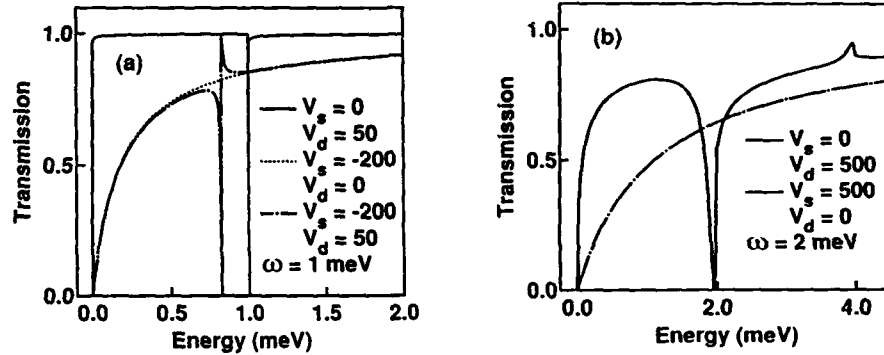 (a)
Transmission
1.0
0.5
0.0
V_s = 0
V_d = 50
V_s = -200
V_d = 0
V_s = -200
V_d = 50
ω = 1 meV
0.0 0.5 1.0 1.5 2.0
Energy (meV)
(b)
Transmission
1.0
0.5
0.0
V_s = 0
V_d = 500
V_s = 500
V_d = 0
ω = 2 meV
0.0 2.0 4.0
Energy (meV)